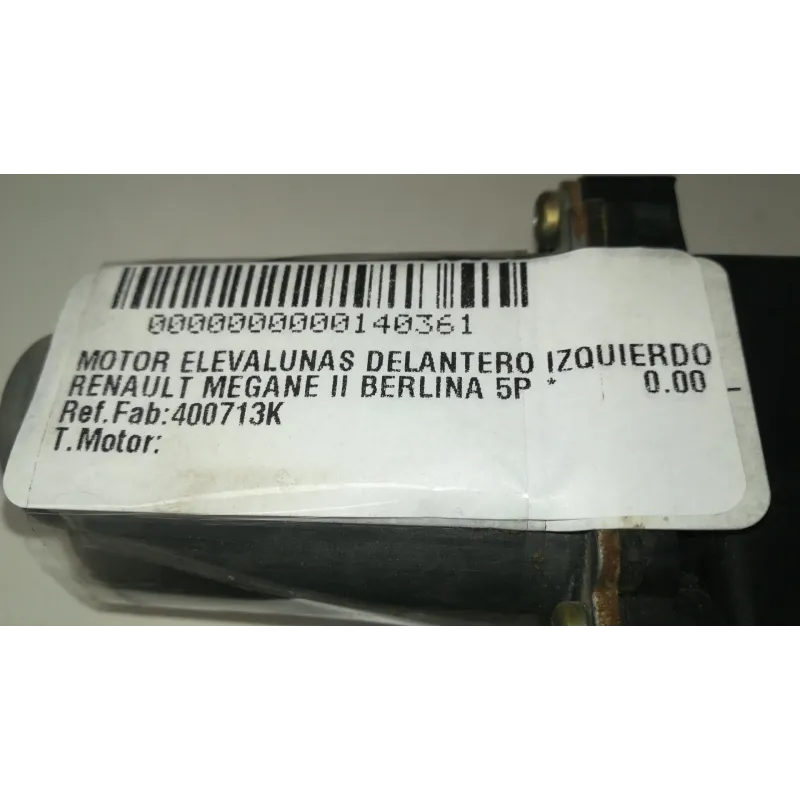 0000000000140361
MOTOR ELEVALUNAS DELANTERO IZQUIERDO
RENAULT MEGANE II BERLINA 5P * 0.00
Ref.Fab:400713K
T.Motor: